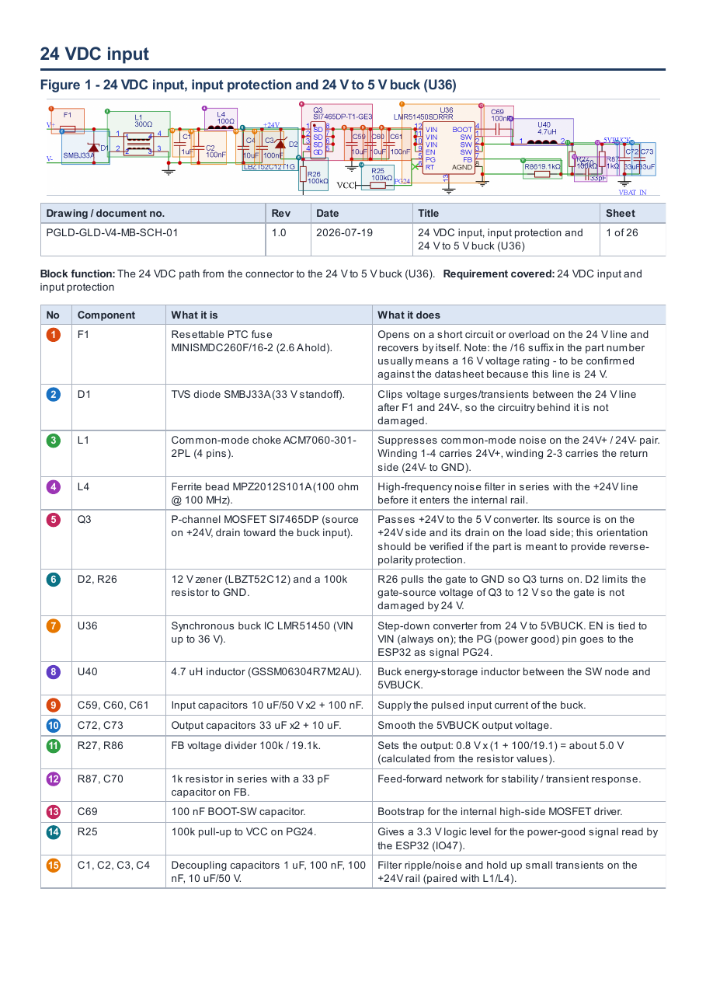 24 VDC input
Figure 1 - 24 VDC input, input protection and 24 V to 5 V buck (U36)
F1
V+
V-
D1
SMBJ33A
L1
300Ω
1 4 4
2 3 3
C1
1uF
C2
100nF
L4
100Ω
+24V
C4
10uF
C3
100nF
D2
LBZT52C12T1G
Q3
SI7465DP-T1-GE3
SD
SD
SD
GD
R26
100kΩ
C59
10uF
C60
10uF
C61
100nF
VCC
R25
100kΩ
PG24
U36
LMR51450SDRRR
VIN BOOT
VIN SW
VIN SW
EN SW
PG FB
RT AGND
13
C69
100nF
U40
4.7uH
R86 19.1kΩ
5VBUCK
R27
100kΩ
33pF
R87
1kΩ
C72 C73
33uF 33uF
VBAT_IN
Drawing / document no. Rev Date Title Sheet
PGLD-GLD-V4-MB-SCH-01 1.0 2026-07-19 24 VDC input, input protection and 1 of 26
24 V to 5 V buck (U36)
Block function: The 24 VDC path from the connector to the 24 V to 5 V buck (U36). Requirement covered: 24 VDC input and
input protection
No Component What it is What it does
1 F1 Resettable PTC fuse Opens on a short circuit or overload on the 24 V line and
MINISMDC260F/16-2 (2.6 A hold). recovers by itself. Note: the /16 suffix in the part number
usually means a 16 V voltage rating - to be confirmed
against the datasheet because this line is 24 V.
2 D1 TVS diode SMBJ33A (33 V standoff). Clips voltage surges/transients between the 24 V line
after F1 and 24V-, so the circuitry behind it is not
damaged.
3 L1 Common-mode choke ACM7060-301- Suppresses common-mode noise on the 24V+ / 24V- pair.
2PL (4 pins). Winding 1-4 carries 24V+, winding 2-3 carries the return
side (24V- to GND).
4 L4 Ferrite bead MPZ2012S101A (100 ohm High-frequency noise filter in series with the +24V line
@ 100 MHz). before it enters the internal rail.
5 Q3 P-channel MOSFET SI7465DP (source Passes +24V to the 5 V converter. Its source is on the
on +24V, drain toward the buck input). +24V side and its drain on the load side; this orientation
should be verified if the part is meant to provide reverse-
polarity protection.
6 D2, R26 12 V zener (LBZT52C12) and a 100k R26 pulls the gate to GND so Q3 turns on. D2 limits the
resistor to GND. gate-source voltage of Q3 to 12 V so the gate is not
damaged by 24 V.
7 U36 Synchronous buck IC LMR51450 (VIN Step-down converter from 24 V to 5VBUCK. EN is tied to
up to 36 V). VIN (always on); the PG (power good) pin goes to the
ESP32 as signal PG24.
8 U40 4.7 uH inductor (GSSM06304R7M2AU). Buck energy-storage inductor between the SW node and
5VBUCK.
9 C59, C60, C61 Input capacitors 10 uF/50 V x2 + 100 nF. Supply the pulsed input current of the buck.
10 C72, C73 Output capacitors 33 uF x2 + 10 uF. Smooth the 5VBUCK output voltage.
11 R27, R86 FB voltage divider 100k / 19.1k. Sets the output: 0.8 V x (1 + 100/19.1) = about 5.0 V
(calculated from the resistor values).
12 R87, C70 1k resistor in series with a 33 pF Feed-forward network for stability / transient response.
capacitor on FB.
13 C69 100 nF BOOT-SW capacitor. Bootstrap for the internal high-side MOSFET driver.
14 R25 100k pull-up to VCC on PG24. Gives a 3.3 V logic level for the power-good signal read by
the ESP32 (IO47).
15 C1, C2, C3, C4 Decoupling capacitors 1 uF, 100 nF, 100 Filter ripple/noise and hold up small transients on the
nF, 10 uF/50 V. +24V rail (paired with L1/L4).